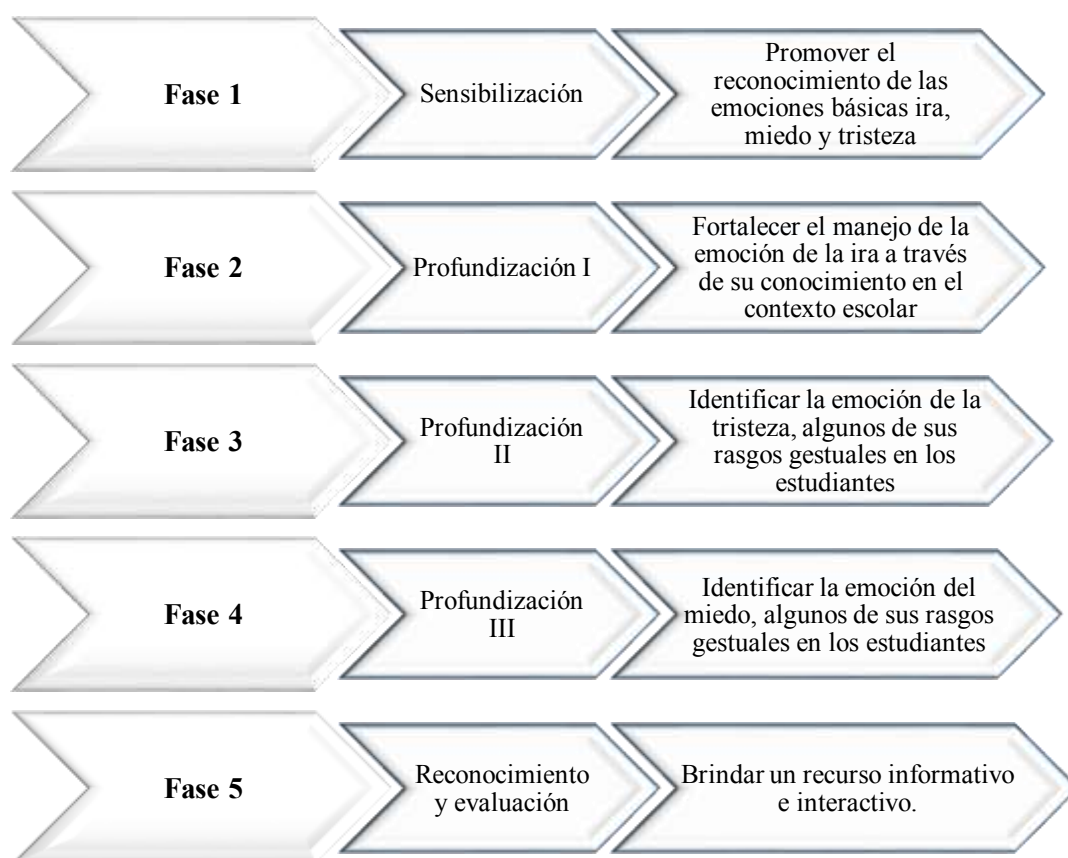 Fase 1
Sensibilización
Promover el
reconocimiento de las
emociones básicas ira,
miedo y tristeza
Fase 2
Profundización I
Fortalecer el manejo de la
emoción de la ira a través
de su conocimiento en el
contexto escolar
Fase 3
Profundización
II
Identificar la emoción de la
tristeza, algunos de sus
rasgos gestuales en los
estudiantes
Fase 4
Profundización
III
Identificar la emoción del
miedo, algunos de sus rasgos
gestuales en los estudiantes
Fase 5
Reconocimiento
y evaluación
Brindar un recurso informativo
e interactivo.